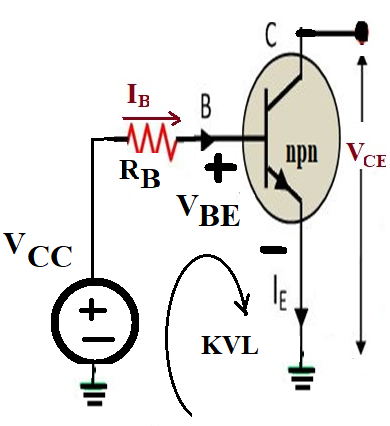 C
I_B
B
R_B
npn
V_CE
+
V_BE
V_CC
−
I_E
+
−
KVL